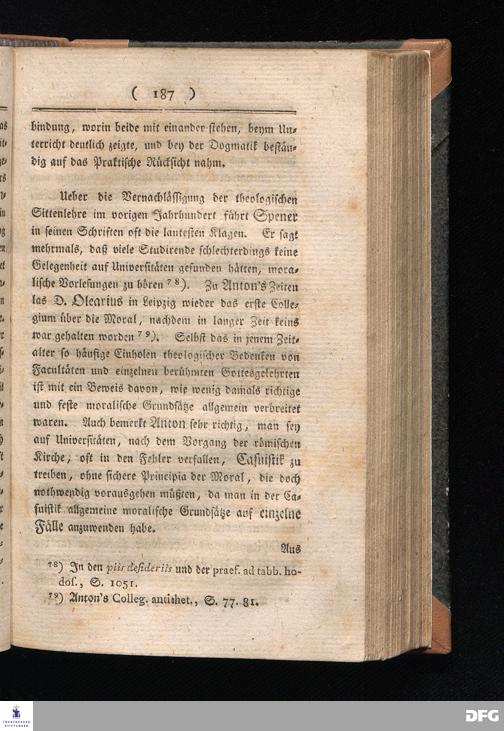 ( 187 )
bindung, worin beide mit einander stehen, beym Un-
terricht deutlich zeigte, und bey der Dogmatik bestän-
dig auf das Praktische Rücksicht nahm.
Ueber die Vernachlässigung der theologischen
Sittenlehre im vorigen Jahrhundert führt Spener
in seinen Schriften oft die lautesten Klagen. Er sagt
mehrmals, daß viele Studirende schlechterdings keine
Gelegenheit auf Universitäten gefunden hätten, mora-
lische Vorlesungen zu hören 78). Zu Anton's Zeiten
las D. Olearius in Leipzig wieder das erste Colle-
gium über die Moral, nachdem in langer Zeit keins
war gehalten worden 79). Selbst das in jenem Zeit-
alter so häufige Einholen theologischer Bedenken von
Facultäten und einzelnen berühmten Gottesgelehrten
ist mit ein Beweis davon, wie wenig damals richtige
und feste moralische Grundsätze allgemein verbreitet
waren. Auch bemerkt Anton sehr richtig, man sey
auf Universitäten, nach dem Vorgang der römischen
Kirche, oft in den Fehler verfallen, Casuistik zu
treiben, ohne sichere Principia der Moral, die doch
nothwendig vorausgehen müßten, da man in der Ca-
suistik allgemeine moralische Grundsätze auf einzelne
Fälle anzuwenden habe.
Aus
78) In den piis desideriis und der praef. ad tabb. ho-
dos., S. 1051.
79) Anton's Colleg. antithet., S. 77. 81.
FRANCKESCHE
STIFTUNGEN
DFG